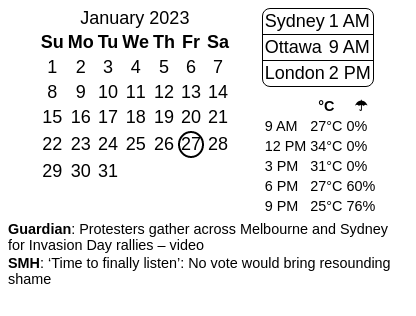 January 2023
Su Mo Tu We Th Fr Sa
1 2 3 4 5 6 7
8 9 10 11 12 13 14
15 16 17 18 19 20 21
22 23 24 25 26 27 28
29 30 31
Sydney 1 AM
Ottawa 9 AM
London 2 PM
°C ☂
9 AM 27°C 0%
12 PM 34°C 0%
3 PM 31°C 0%
6 PM 27°C 60%
9 PM 25°C 76%
Guardian: Protesters gather across Melbourne and Sydney
for Invasion Day rallies – video
SMH: ‘Time to finally listen’: No vote would bring resounding
shame